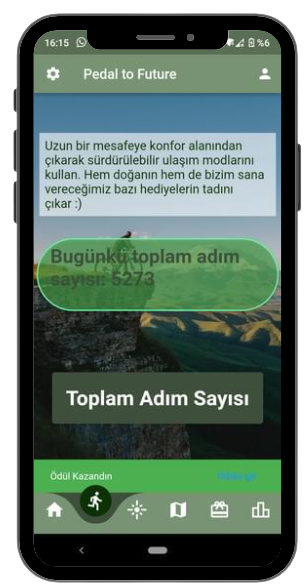 16:15 %6
Pedal to Future
Uzun bir mesafeye konfor alanından
çıkarak sürdürülebilir ulaşım modlarını
kullan. Hem doğanın hem de bizim sana
vereceğimiz bazı hediyelerin tadını
çıkar :)
Bugünkü toplam adım
sayısı: 5273
Toplam Adım Sayısı
Ödül Kazandın